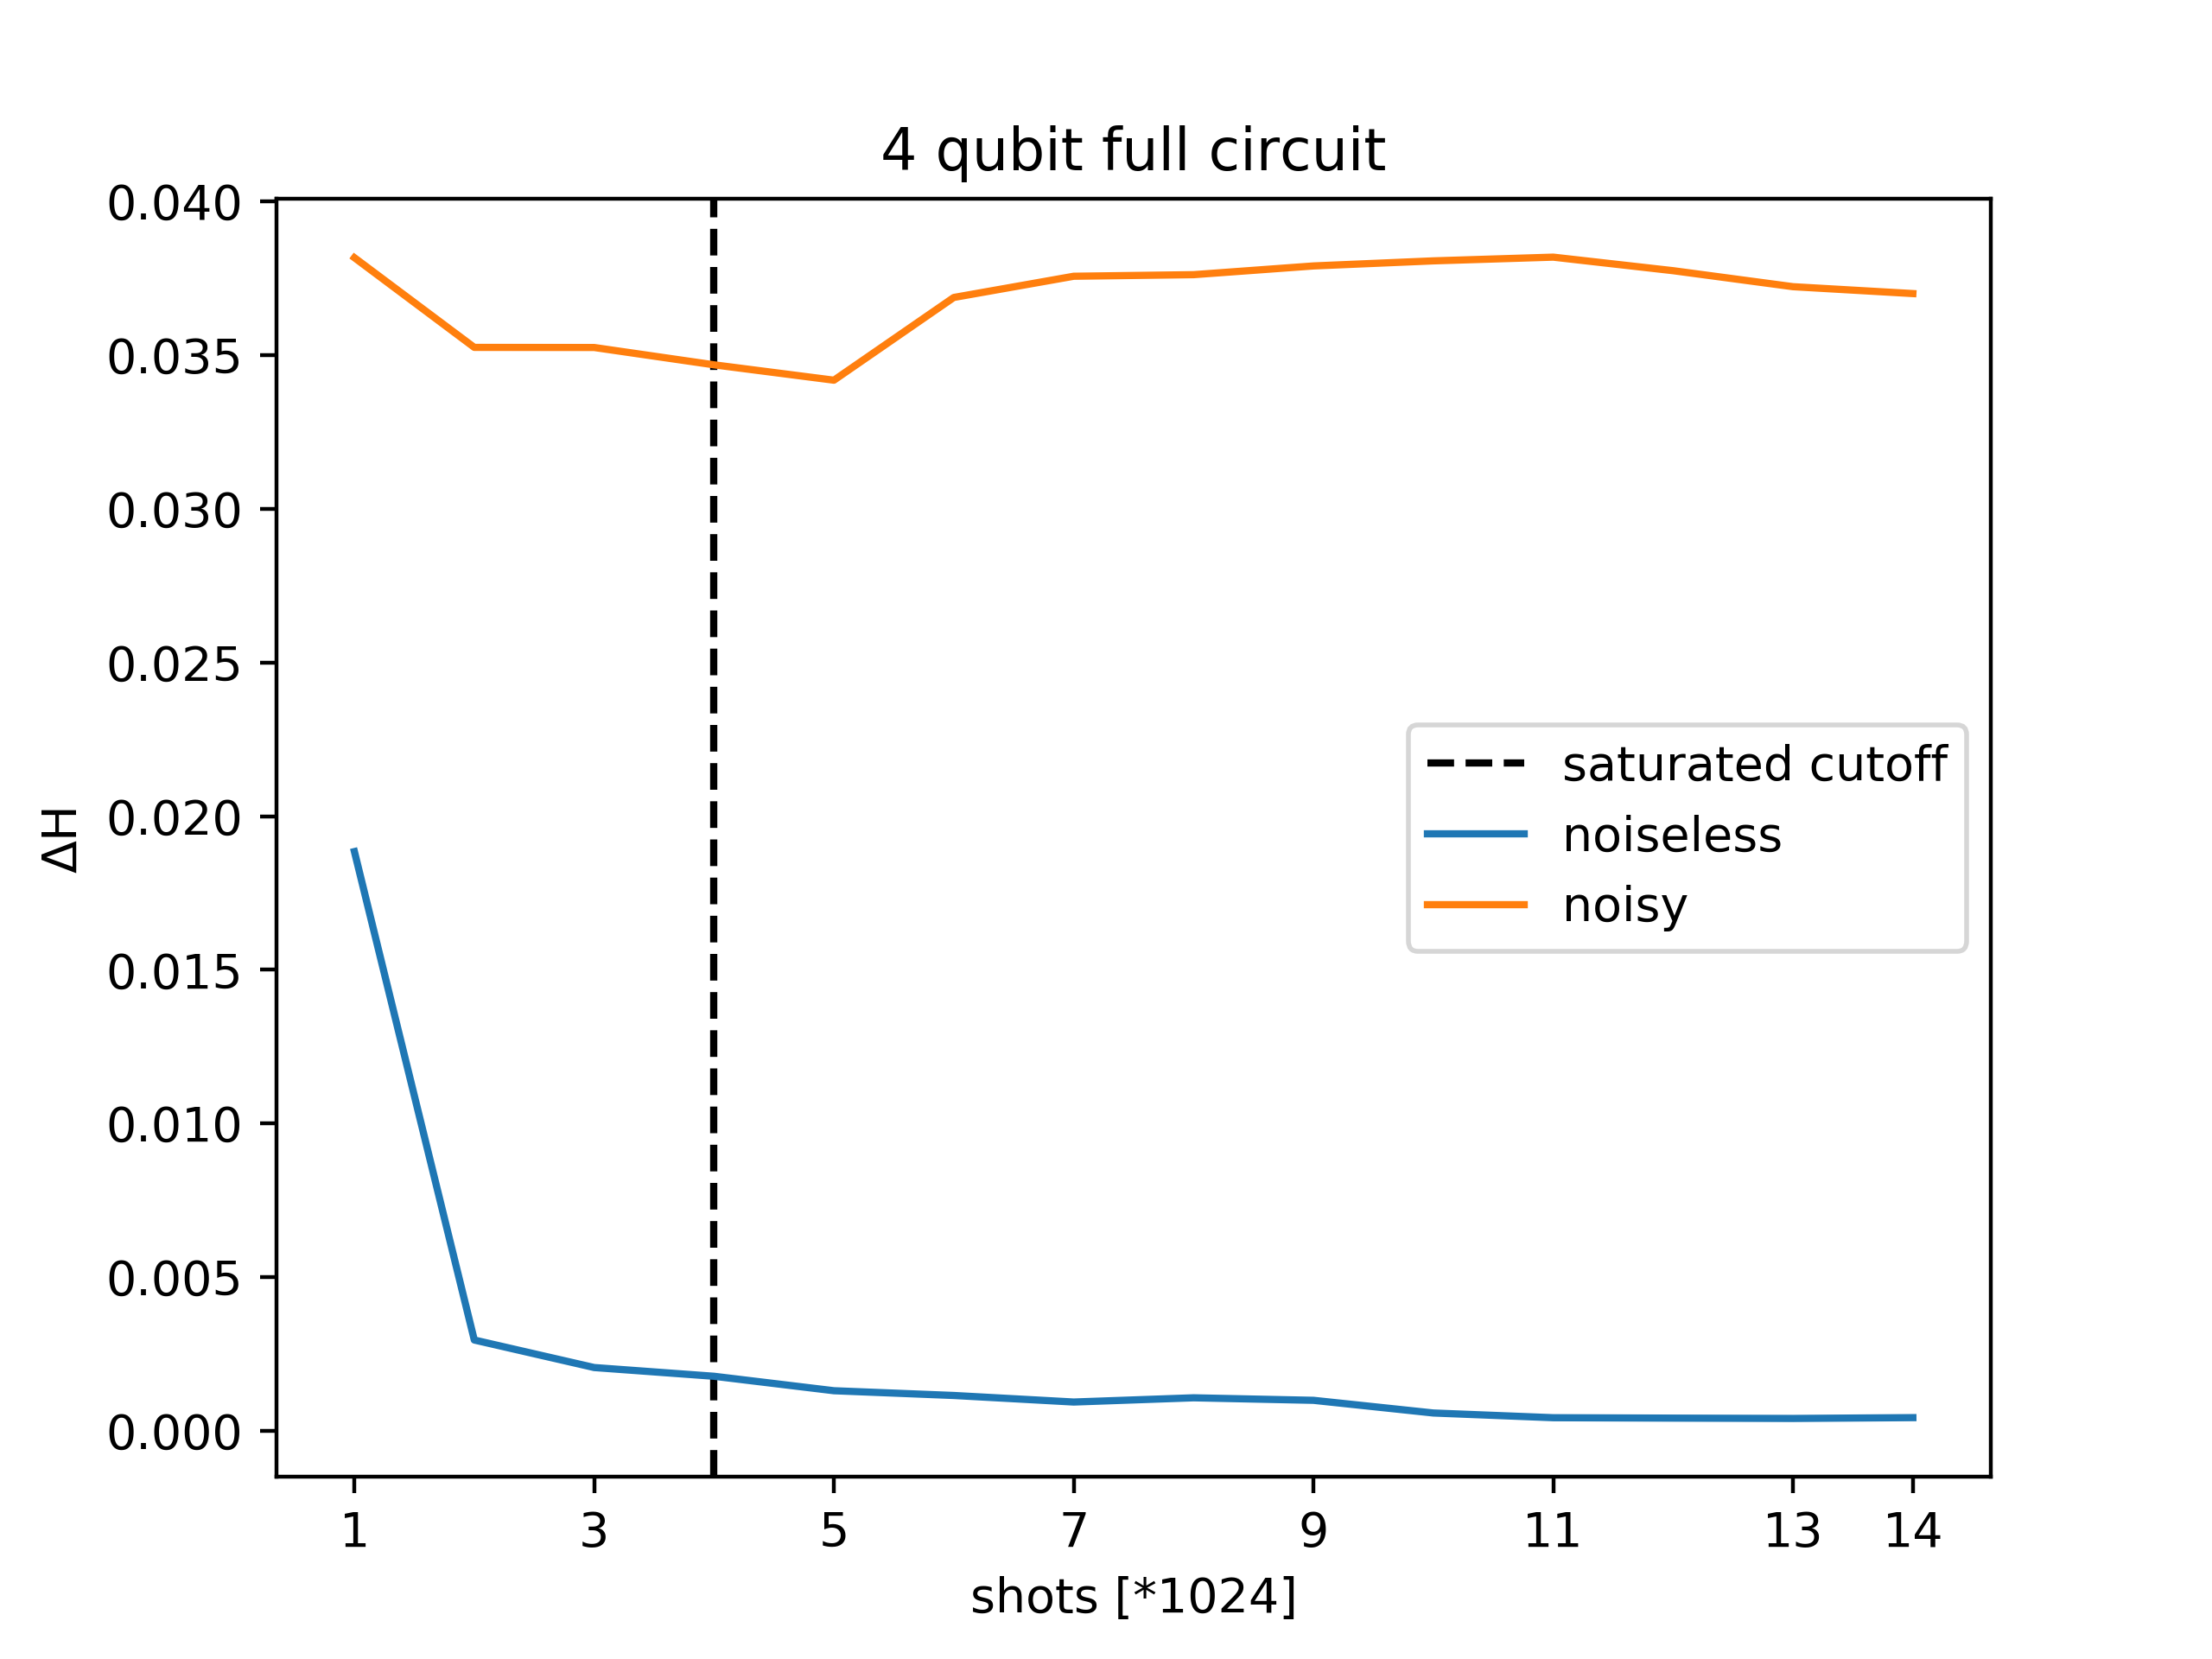 4 qubit full circuit
0.040
0.035
0.030
0.025
0.020
0.015
0.010
0.005
0.000
ΔH
saturated cutoff
noiseless
noisy
1 3 5 7 9 11 13 14
shots [*1024]